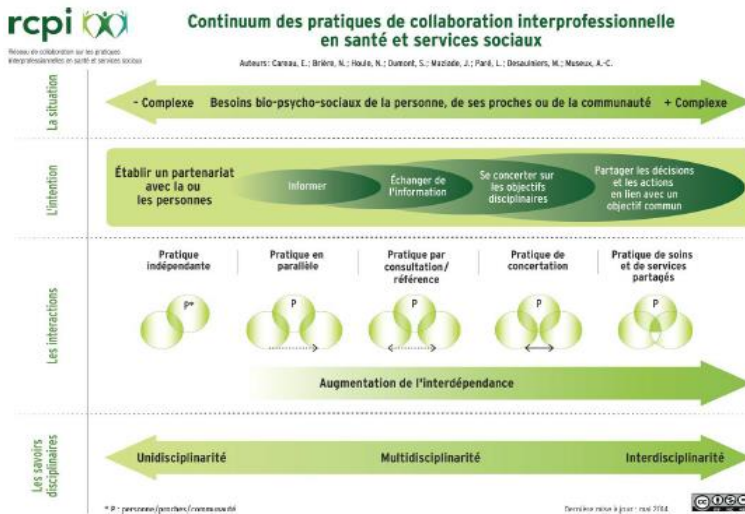 rcpi
Réseau de collaboration sur les pratiques
interprofessionnelles en santé et services sociaux
Continuum des pratiques de collaboration interprofessionnelle
en santé et services sociaux
Auteurs: Careau, E.; Brière, N.; Houle, N.; Dumont, S.; Maziade, J.; Paré, L.; Desaulniers, M.; Museux, A.-C.
La situation
- Complexe Besoins bio-psycho-sociaux de la personne, de ses proches ou de la communauté + Complexe
L'intention
Établir un partenariat
avec la ou
les personnes
Informer
Échanger de
l'information
Se concerter sur
les objectifs
disciplinaires
Partager les décisions
et les actions
en lien avec un
objectif commun
Les interactions
Pratique
indépendante
Pratique en
parallèle
Pratique par
consultation/
référence
Pratique de
concertation
Pratique de soins
et de services
partagés
P*
P
P
P
P
Augmentation de l'interdépendance
Les savoirs
disciplinaires
Unidisciplinarité Multidisciplinarité Interdisciplinarité
* P : personne/proches/communauté
Dernière mise à jour : mai 2014